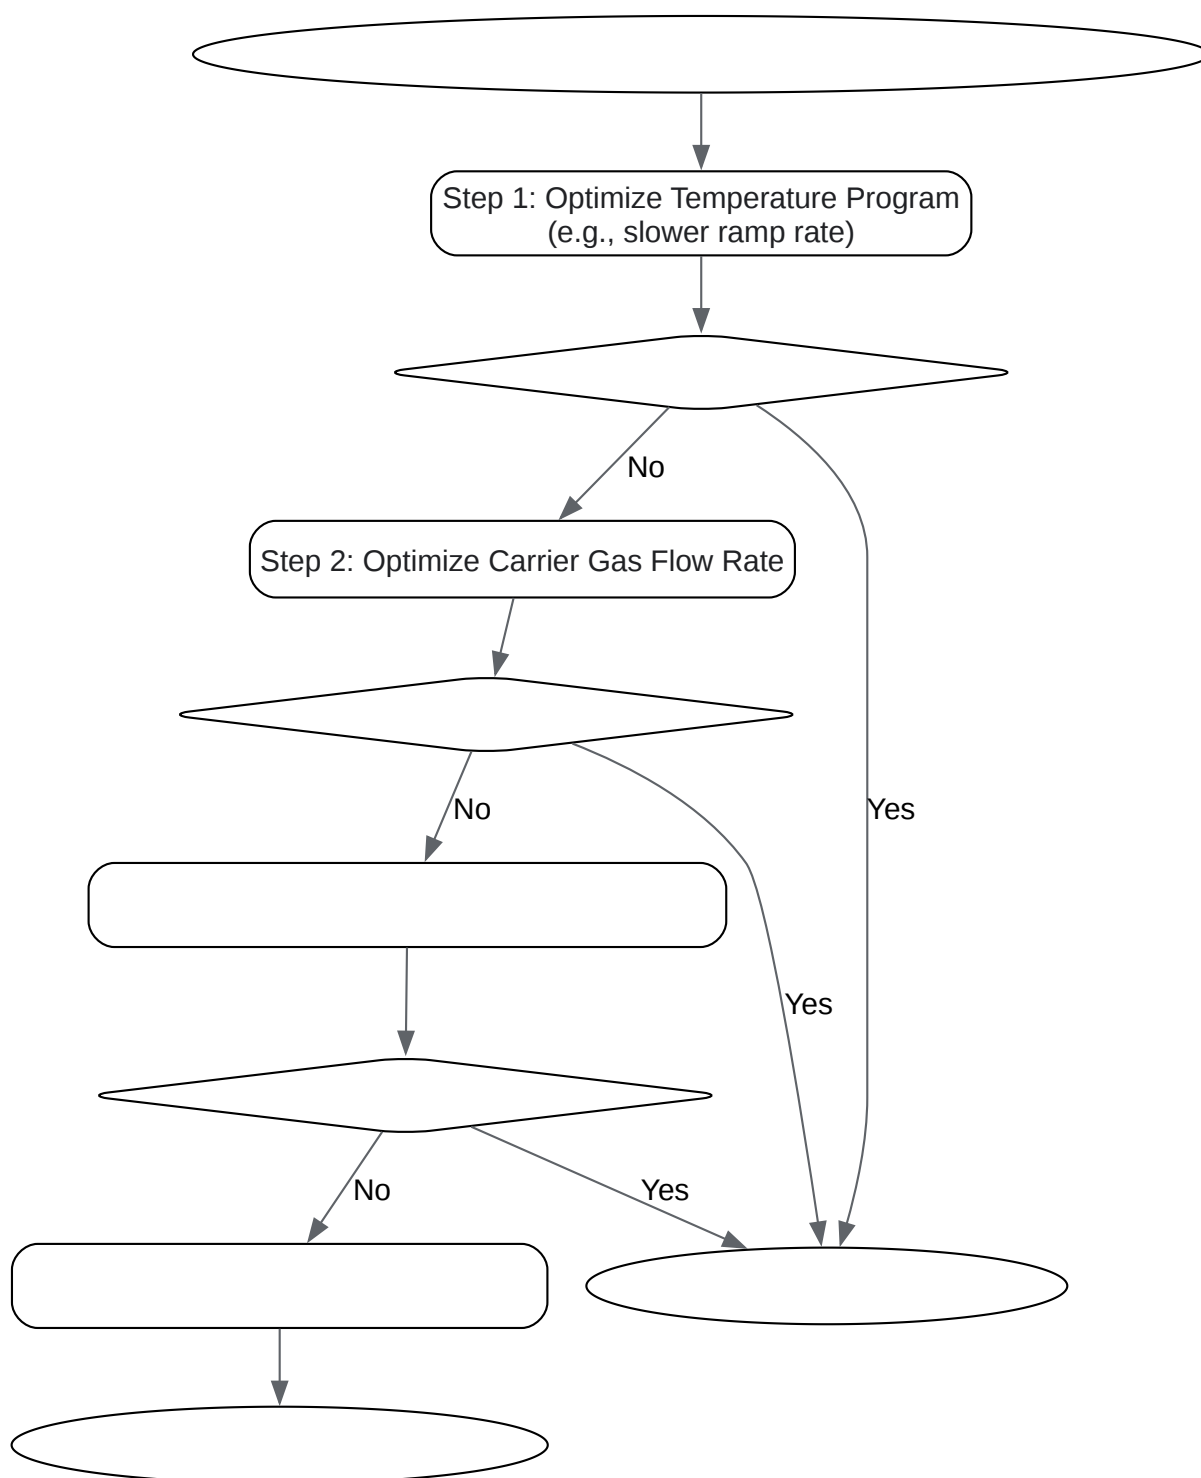 Step 1: Optimize Temperature Program
(e.g., slower ramp rate)
No
Step 2: Optimize Carrier Gas Flow Rate
No
Yes
Yes
No
Yes